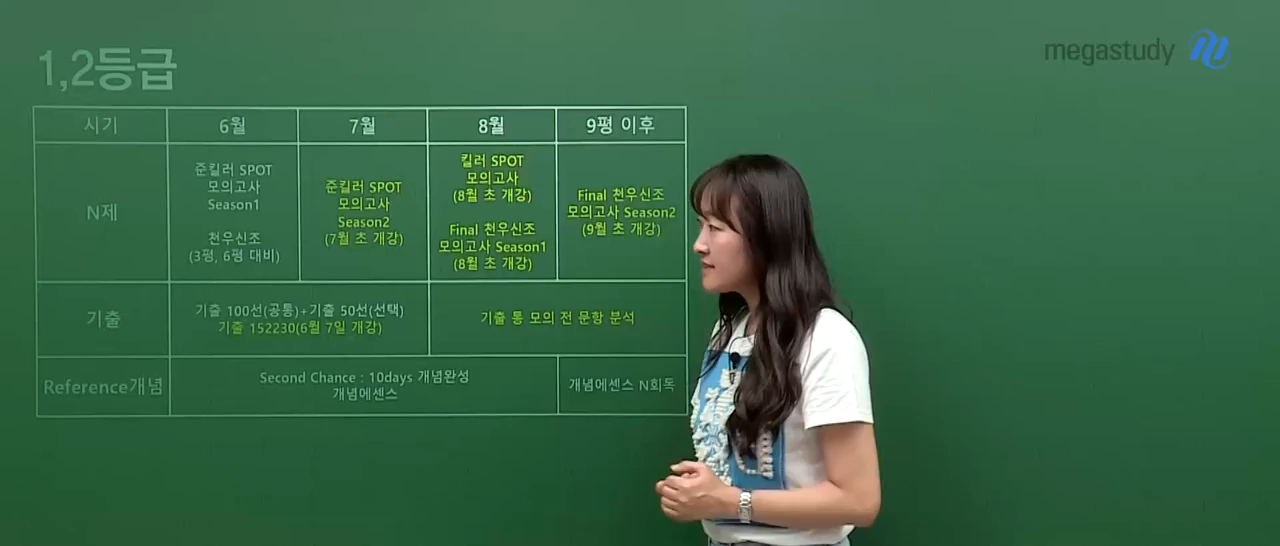 1,2등급
megastudy
시기
6월
7월
8월
9평 이후
N제
준킬러 SPOT
모의고사
Season1
천우신조
(3평, 6평 대비)
준킬러 SPOT
모의고사
Season2
(7월 초 개강)
킬러 SPOT
모의고사
(8월 초 개강)
Final 천우신조
모의고사 Season1
(8월 초 개강)
Final 천우신조
모의고사 Season2
(9월 초 개강)
기출
기출 100선(공통)+기출 50선(선택)
기출 152230(6월 7일 개강)
기출 통 모의 전 문항 분석
Reference개념
Second Chance : 10days 개념완성
개념에센스
개념에센스 N회독